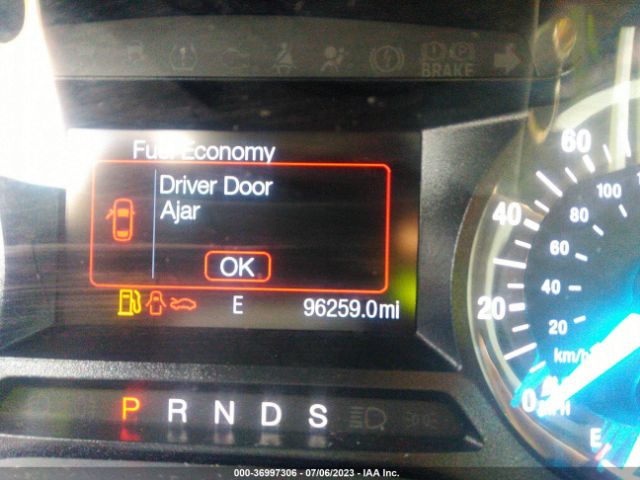 BRAKE
Fuel Economy
Driver Door
Ajar
OK
E
96259.0mi
P R N D S
60
40
20
0
100
80
60
40
20
km/h
MPH
E
000-36997306 - 07/06/2023 - IAA Inc.